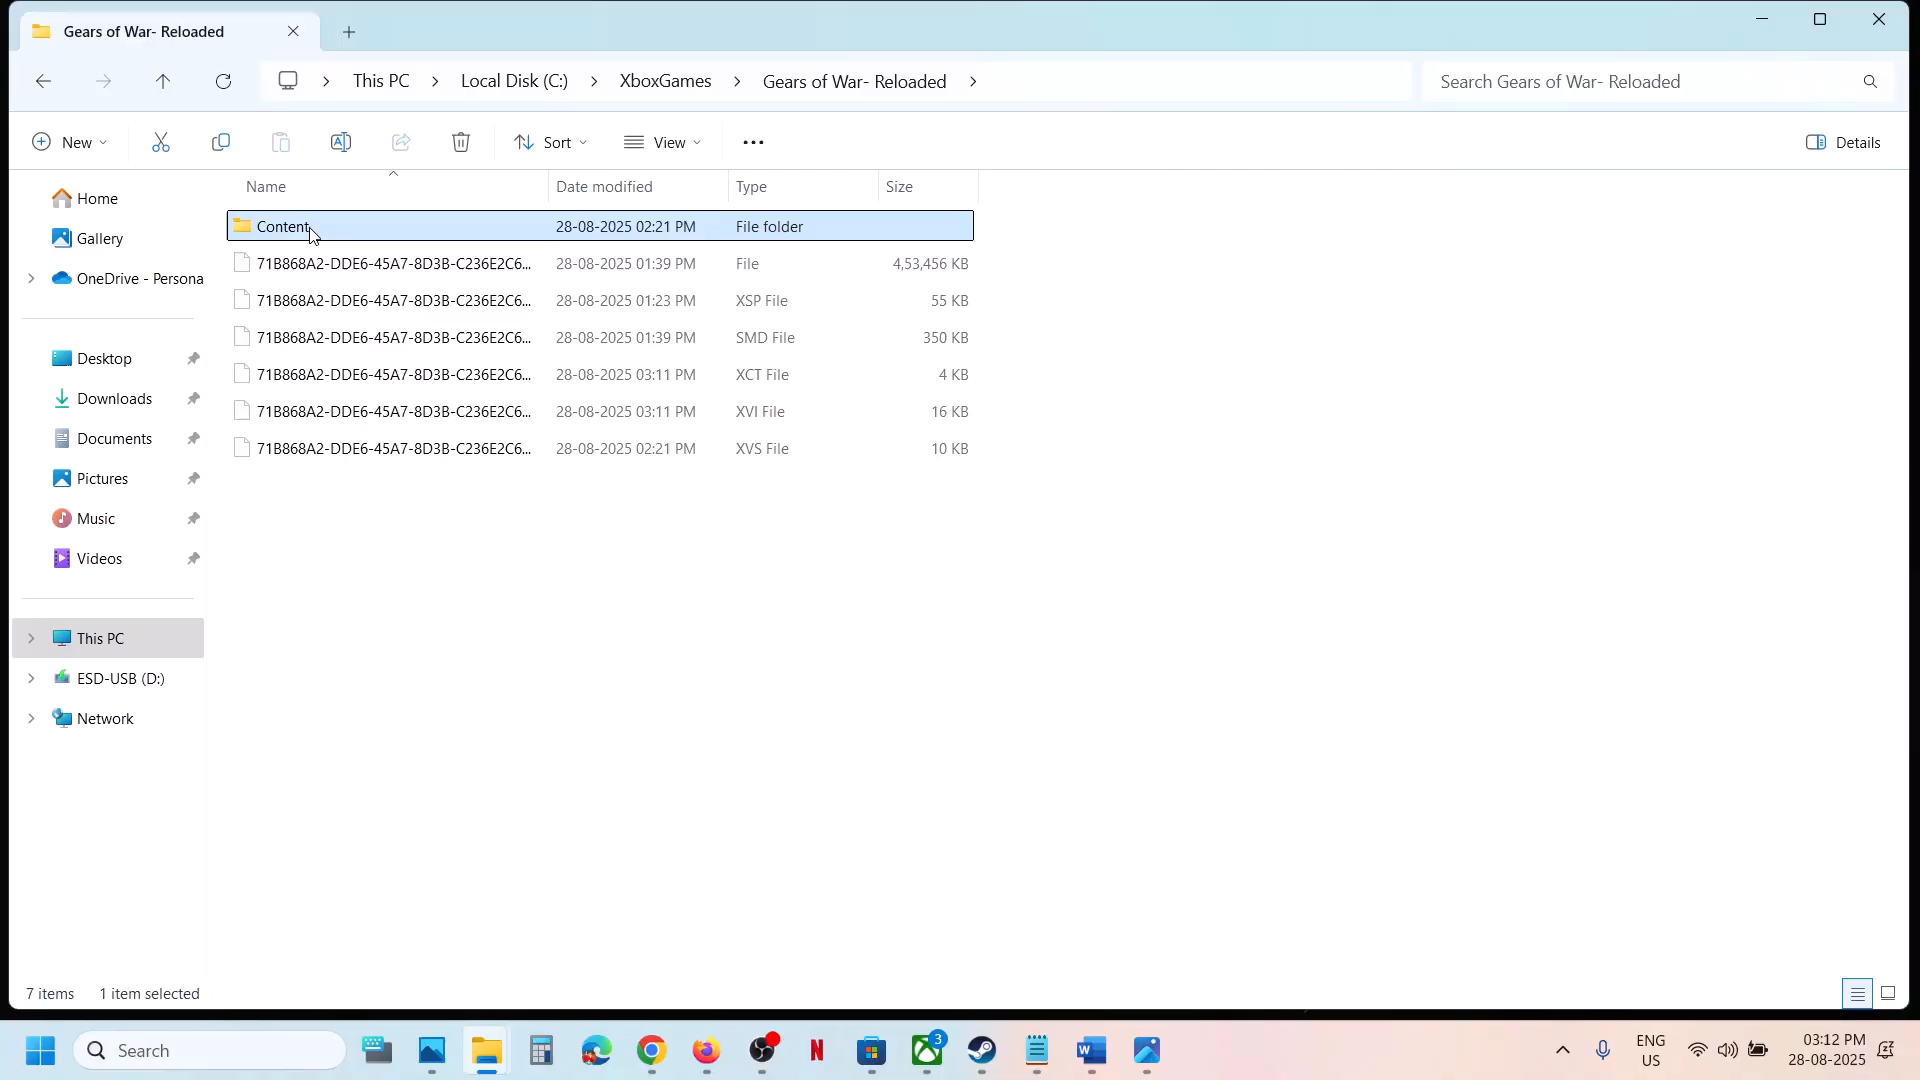 Gears of War- Reloaded
This PC > Local Disk (C:) > XboxGames > Gears of War- Reloaded >
Search Gears of War- Reloaded
New
Sort
View
Details
Name Date modified Type Size
Content 28-08-2025 02:21 PM File folder
71B868A2-DDE6-45A7-8D3B-C236E2C6... 28-08-2025 01:39 PM File 4,53,456 KB
71B868A2-DDE6-45A7-8D3B-C236E2C6... 28-08-2025 01:23 PM XSP File 55 KB
71B868A2-DDE6-45A7-8D3B-C236E2C6... 28-08-2025 01:39 PM SMD File 350 KB
71B868A2-DDE6-45A7-8D3B-C236E2C6... 28-08-2025 03:11 PM XCT File 4 KB
71B868A2-DDE6-45A7-8D3B-C236E2C6... 28-08-2025 03:11 PM XVI File 16 KB
71B868A2-DDE6-45A7-8D3B-C236E2C6... 28-08-2025 02:21 PM XVS File 10 KB
Home
Gallery
OneDrive - Persona
Desktop
Downloads
Documents
Pictures
Music
Videos
This PC
ESD-USB (D:)
Network
7 items 1 item selected
Search
3
ENG
US
03:12 PM
28-08-2025